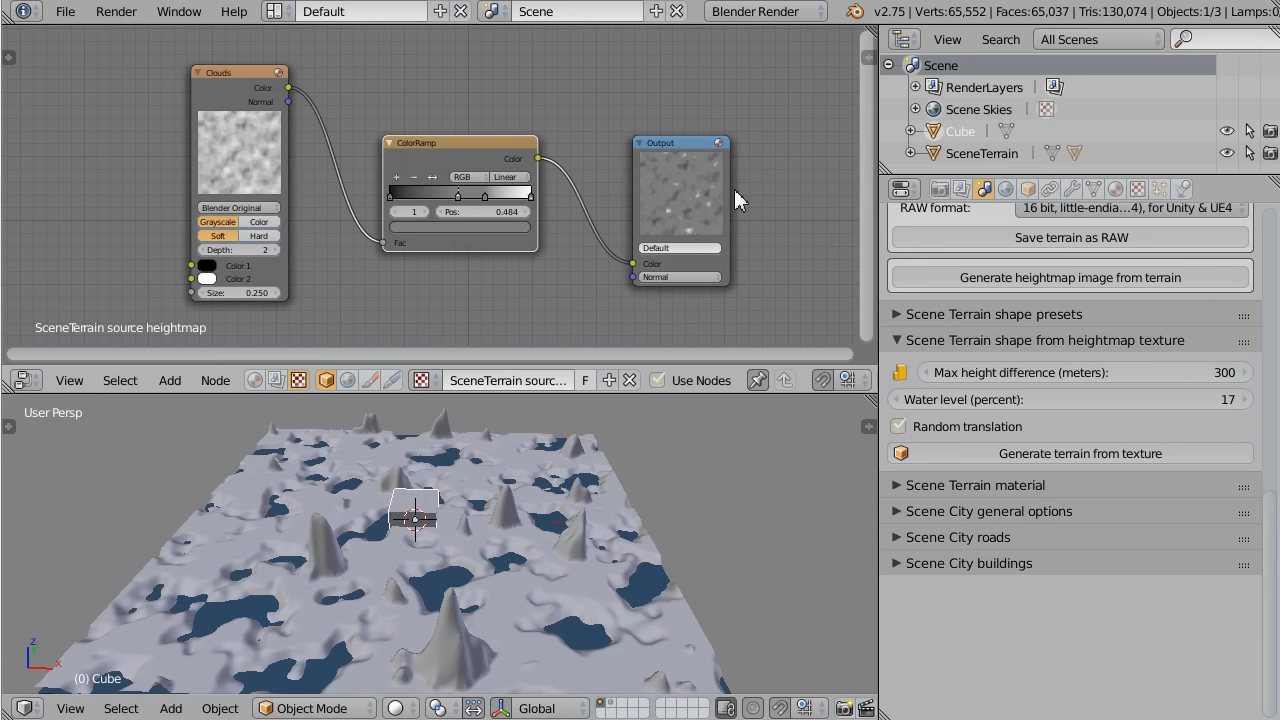 File Render Window Help Default Scene Blender Render v2.75 | Verts:65,552 | Faces:65,037 | Tris:130,074 | Objects:1/3 | Lamps:0
View Search All Scenes
Scene
RenderLayers
Scene Skies
Cube
SceneTerrain
Clouds
Color
Normal
Blender Original
Grayscale Color
Soft Hard
Depth: 2
Color 1
Color 2
Size: 0.250
ColorRamp
Color
+ − RGB Linear
1 Pos: 0.484
Fac
Output
Default
Color
Normal
SceneTerrain source heightmap
View Select Add Node SceneTerrain sourc... F Use Nodes
RAW format: 16 bit, little-endia...4), for Unity & UE4
Save terrain as RAW
Generate heightmap image from terrain
Scene Terrain shape presets
Scene Terrain shape from heightmap texture
Max height difference (meters): 300
Water level (percent): 17
Random translation
Generate terrain from texture
Scene Terrain material
Scene City general options
Scene City roads
Scene City buildings
User Persp
z
x
(0) Cube
View Select Add Object Object Mode Global